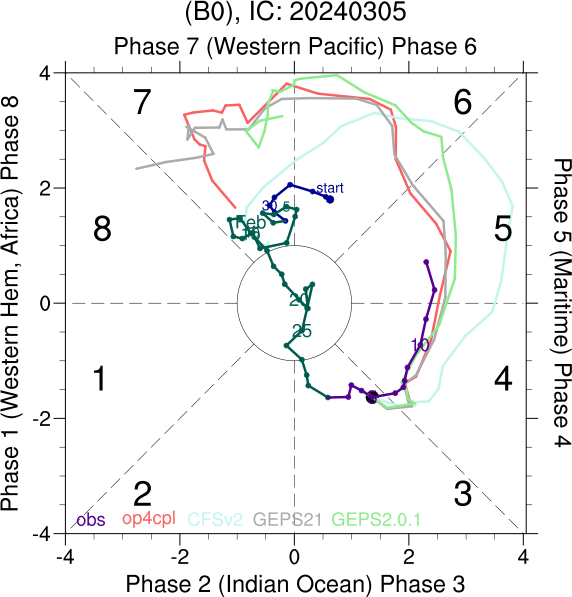 (B0), IC: 20240305
Phase 7 (Western Pacific) Phase 6
Phase 1 (Western Hem, Africa) Phase 8
Phase 5 (Maritime) Phase 4
4
2
0
-2
-4
7
6
8
5
1
4
2
3
start
30
5
Feb
20
25
10
obs op4cpl CFSv2 GEPS21 GEPS2.0.1
-4 -2 0 2 4
Phase 2 (Indian Ocean) Phase 3